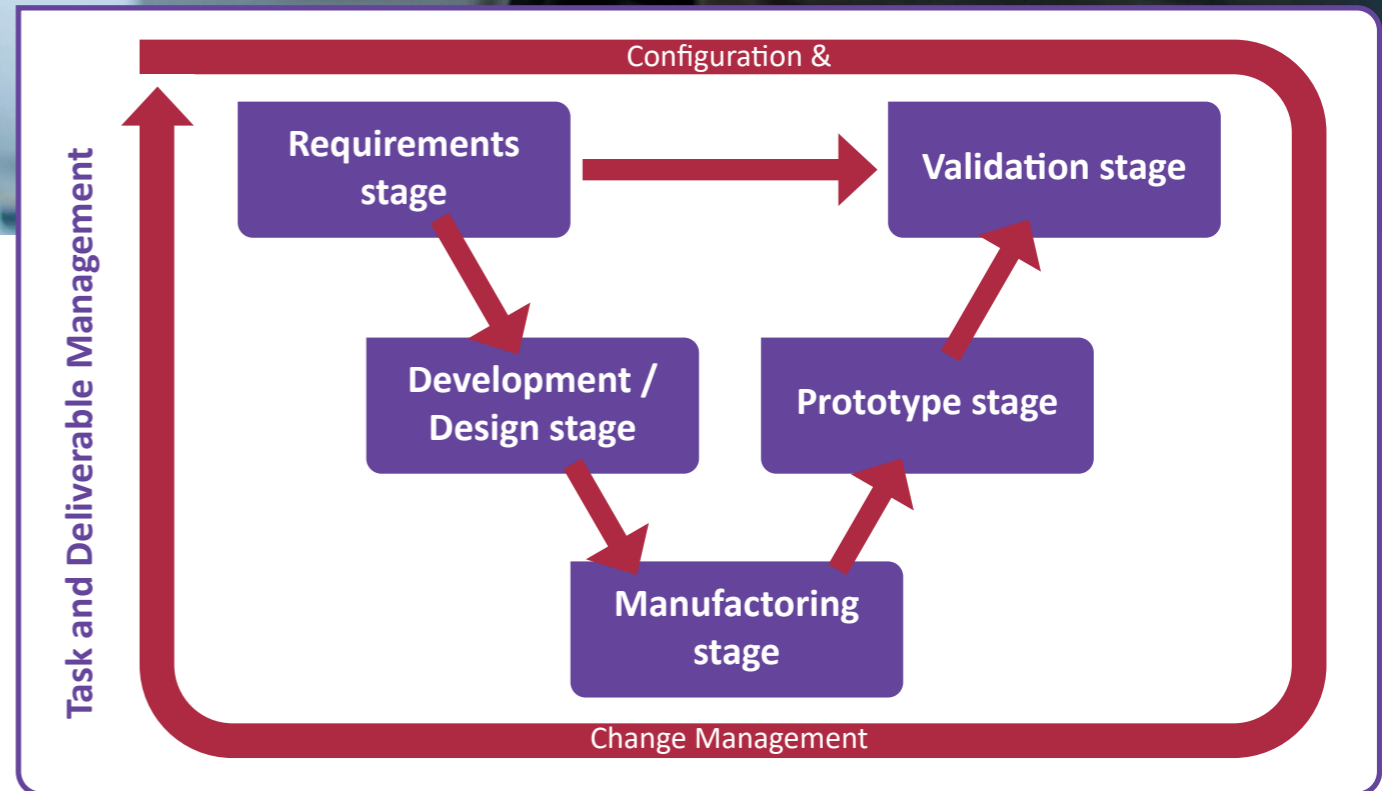 Configuration &
Requirements
stage
Validation stage
Task and Deliverable Management
Development /
Design stage
Prototype stage
Manufactoring
stage
Change Management